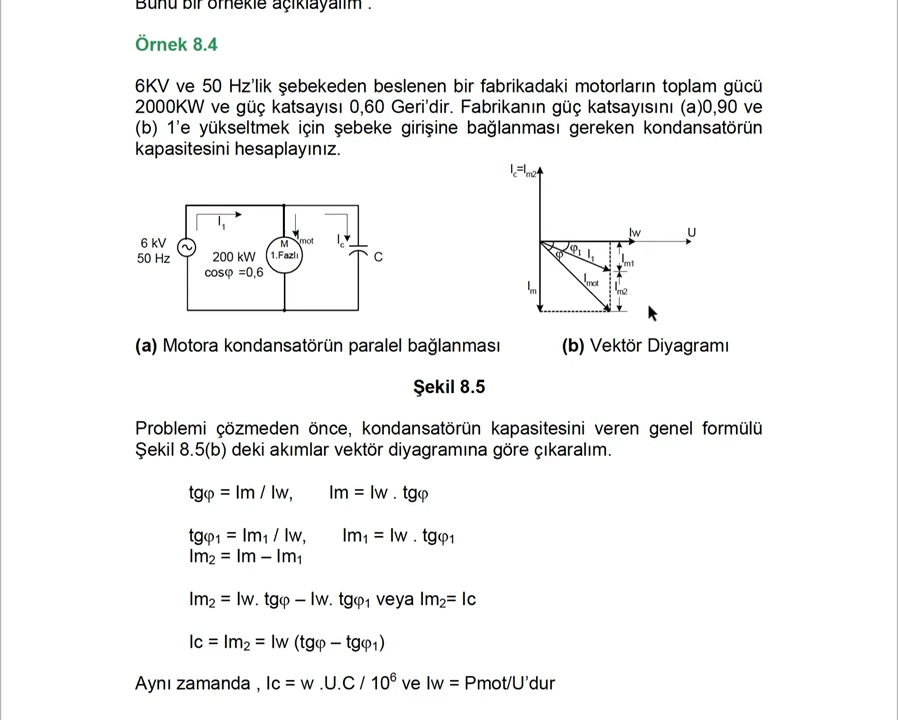 Bunu bir örnekle açıklayalım .
Örnek 8.4
6KV ve 50 Hz’lik şebekeden beslenen bir fabrikadaki motorların toplam gücü
2000KW ve güç katsayısı 0,60 Geri’dir. Fabrikanın güç katsayısını (a)0,90 ve
(b) 1’e yükseltmek için şebeke girişine bağlanması gereken kondansatörün
kapasitesini hesaplayınız.
I₁
6 kV
50 Hz
200 kW
cosφ =0,6
M
1.Fazlı
Imot
Ic
C
Ic=Im2
Iw
U
φ
φ₁
I₁
Im1
Imot
Im
Im2
(a) Motora kondansatörün paralel bağlanması
(b) Vektör Diyagramı
Şekil 8.5
Problemi çözmeden önce, kondansatörün kapasitesini veren genel formülü
Şekil 8.5(b) deki akımlar vektör diyagramına göre çıkaralım.
tgφ = Im / Iw, Im = Iw . tgφ
tgφ₁ = Im₁ / Iw, Im₁ = Iw . tgφ₁
Im₂ = Im – Im₁
Im₂ = Iw. tgφ – Iw. tgφ₁ veya Im₂= Ic
Ic = Im₂ = Iw (tgφ – tgφ₁)
Aynı zamanda , Ic = w .U.C / 10⁶ ve Iw = Pmot/U’dur